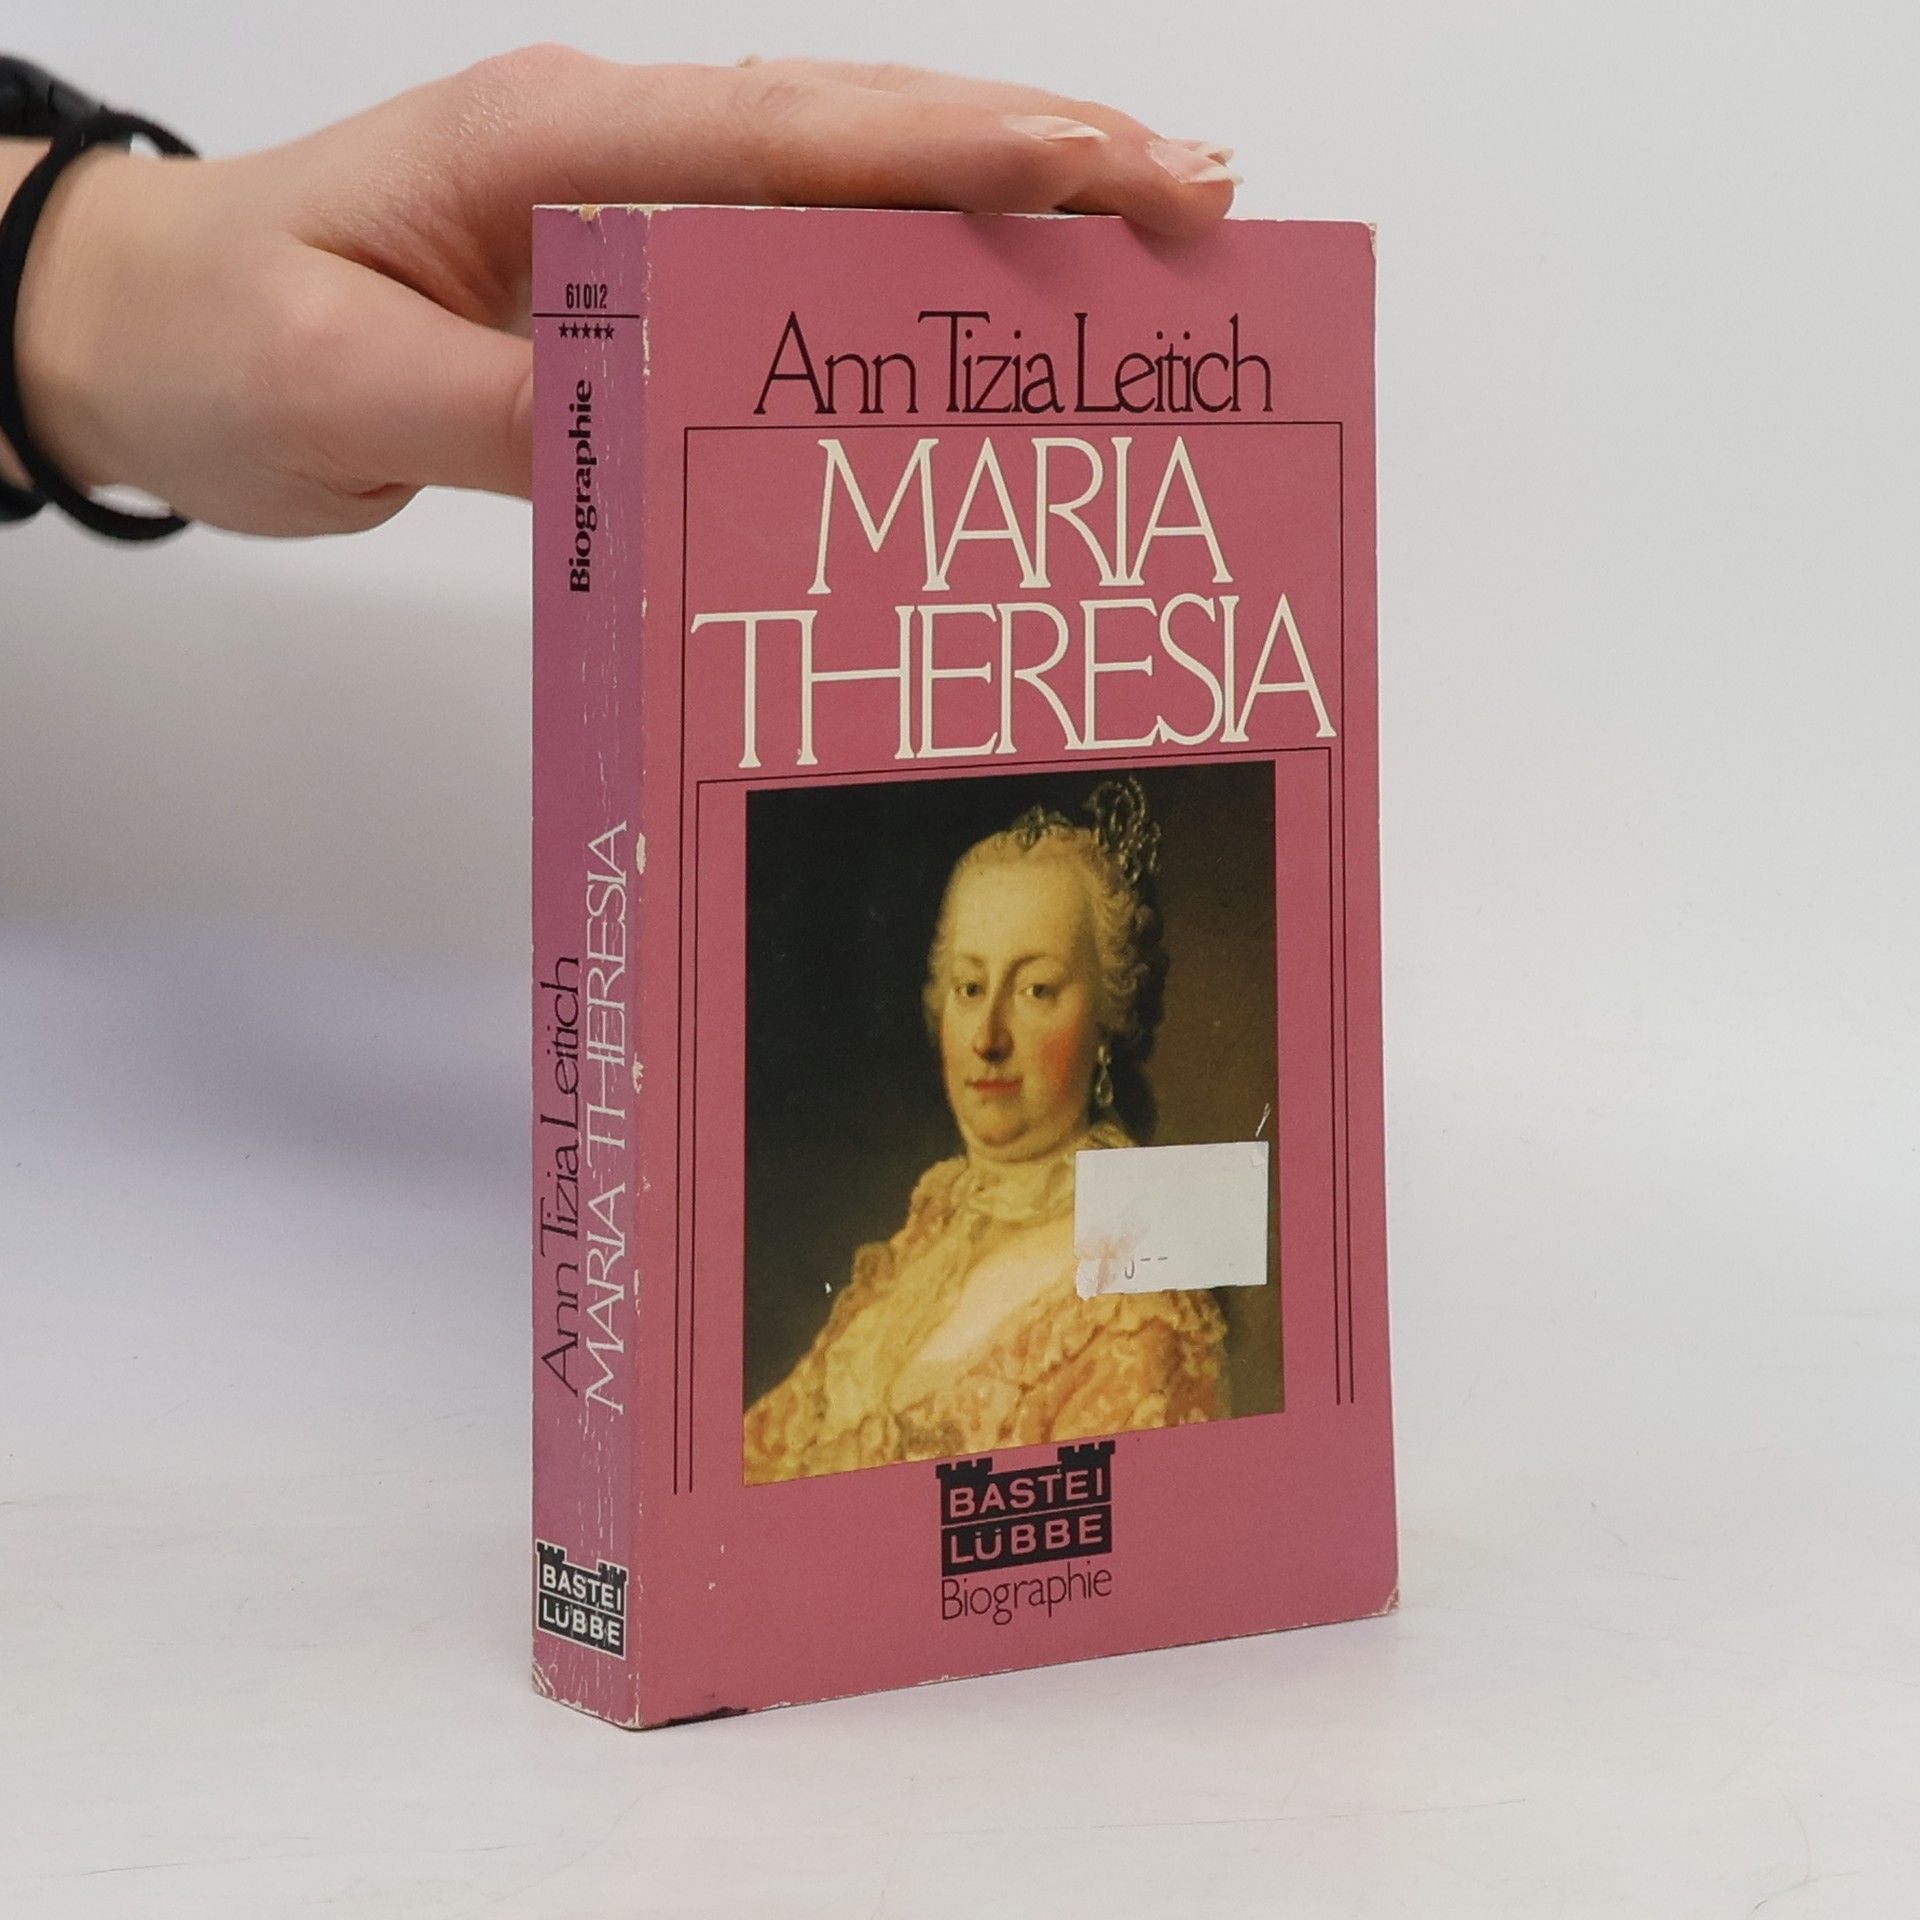 61012
★★★★★
Biographie
Ann Tizia Leitich
MARIA THERESIA
BASTEI
LÜBBE
Ann Tizia Leitich
MARIA
THERESIA
BASTEI
LÜBBE
Biographie